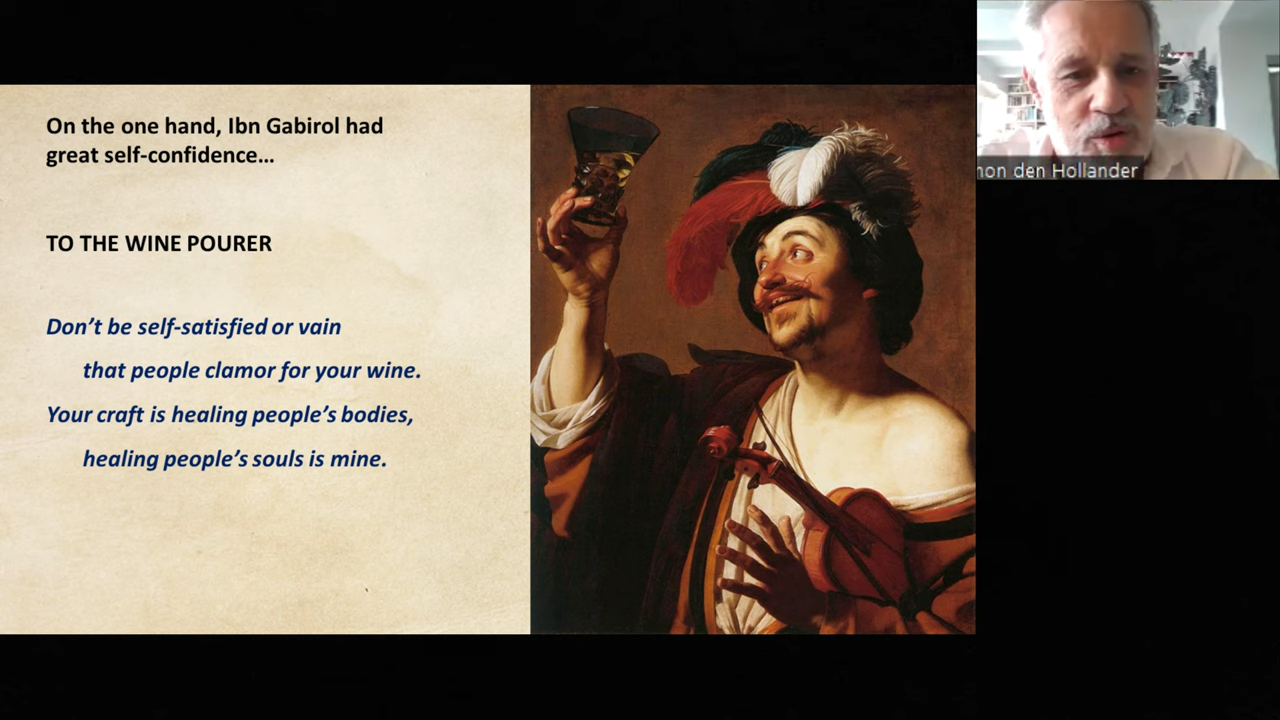 On the one hand, Ibn Gabirol had
great self-confidence...
TO THE WINE POURER
Don't be self-satisfied or vain
that people clamor for your wine.
Your craft is healing people's bodies,
healing people's souls is mine.
den Hollander